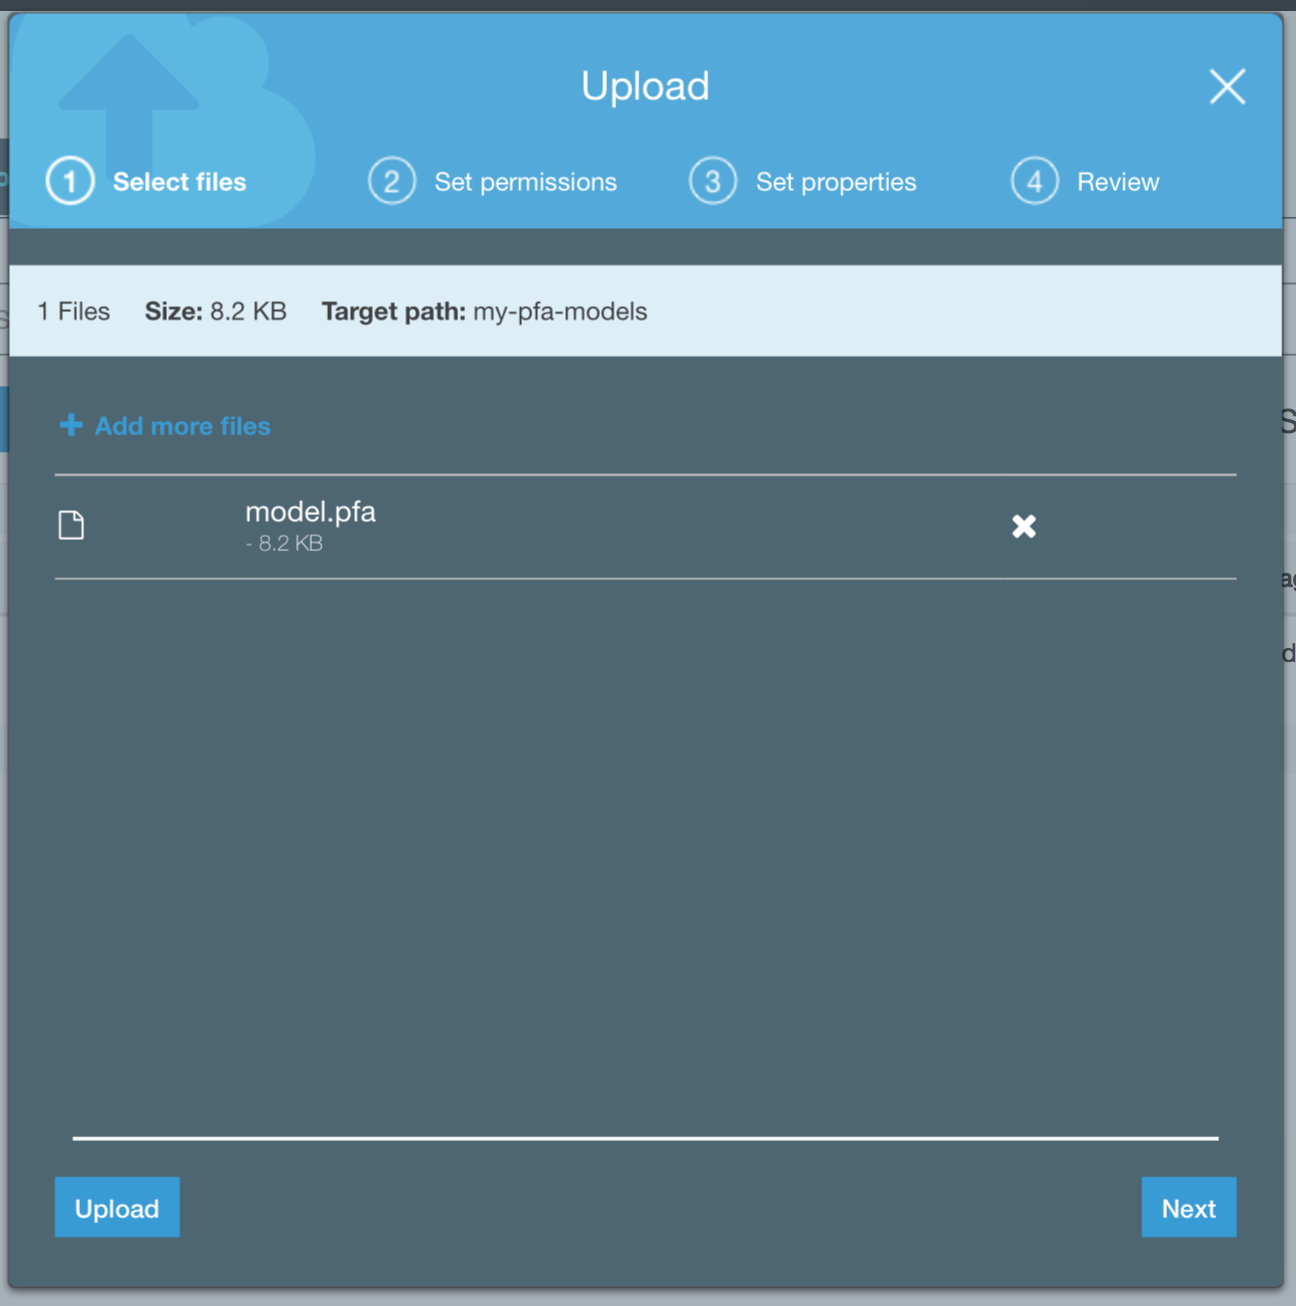 Upload
1 Select files
2 Set permissions
3 Set properties
4 Review
1 Files Size: 8.2 KB Target path: my-pfa-models
Add more files
model.pfa
- 8.2 KB
Upload
Next